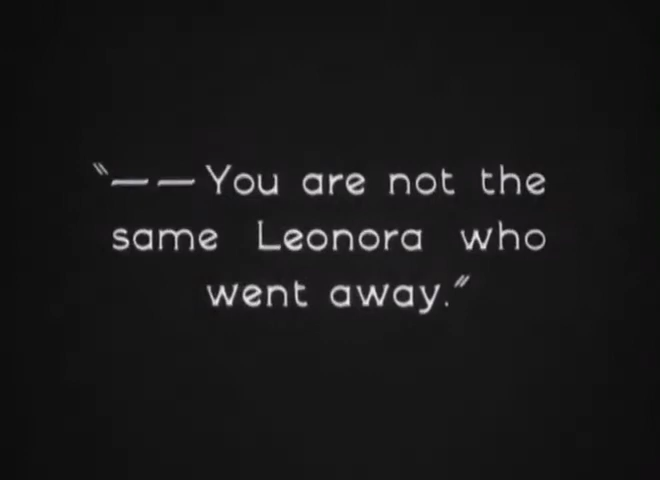 "—— You are not the
same Leonora who
went away."